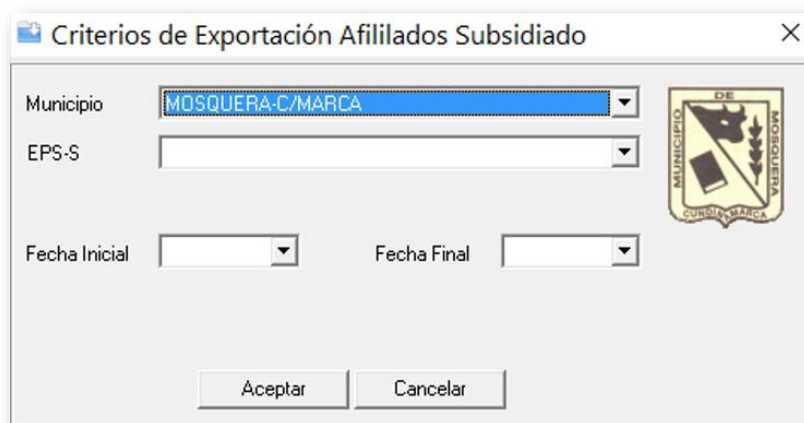 Criterios de Exportación Afililados Subsidiado
Municipio MOSQUERA-C/MARCA
EPS-S
Fecha Inicial Fecha Final
Aceptar Cancelar
MUNICIPIO
DE
MOSQUERA
CUNDINAMARCA